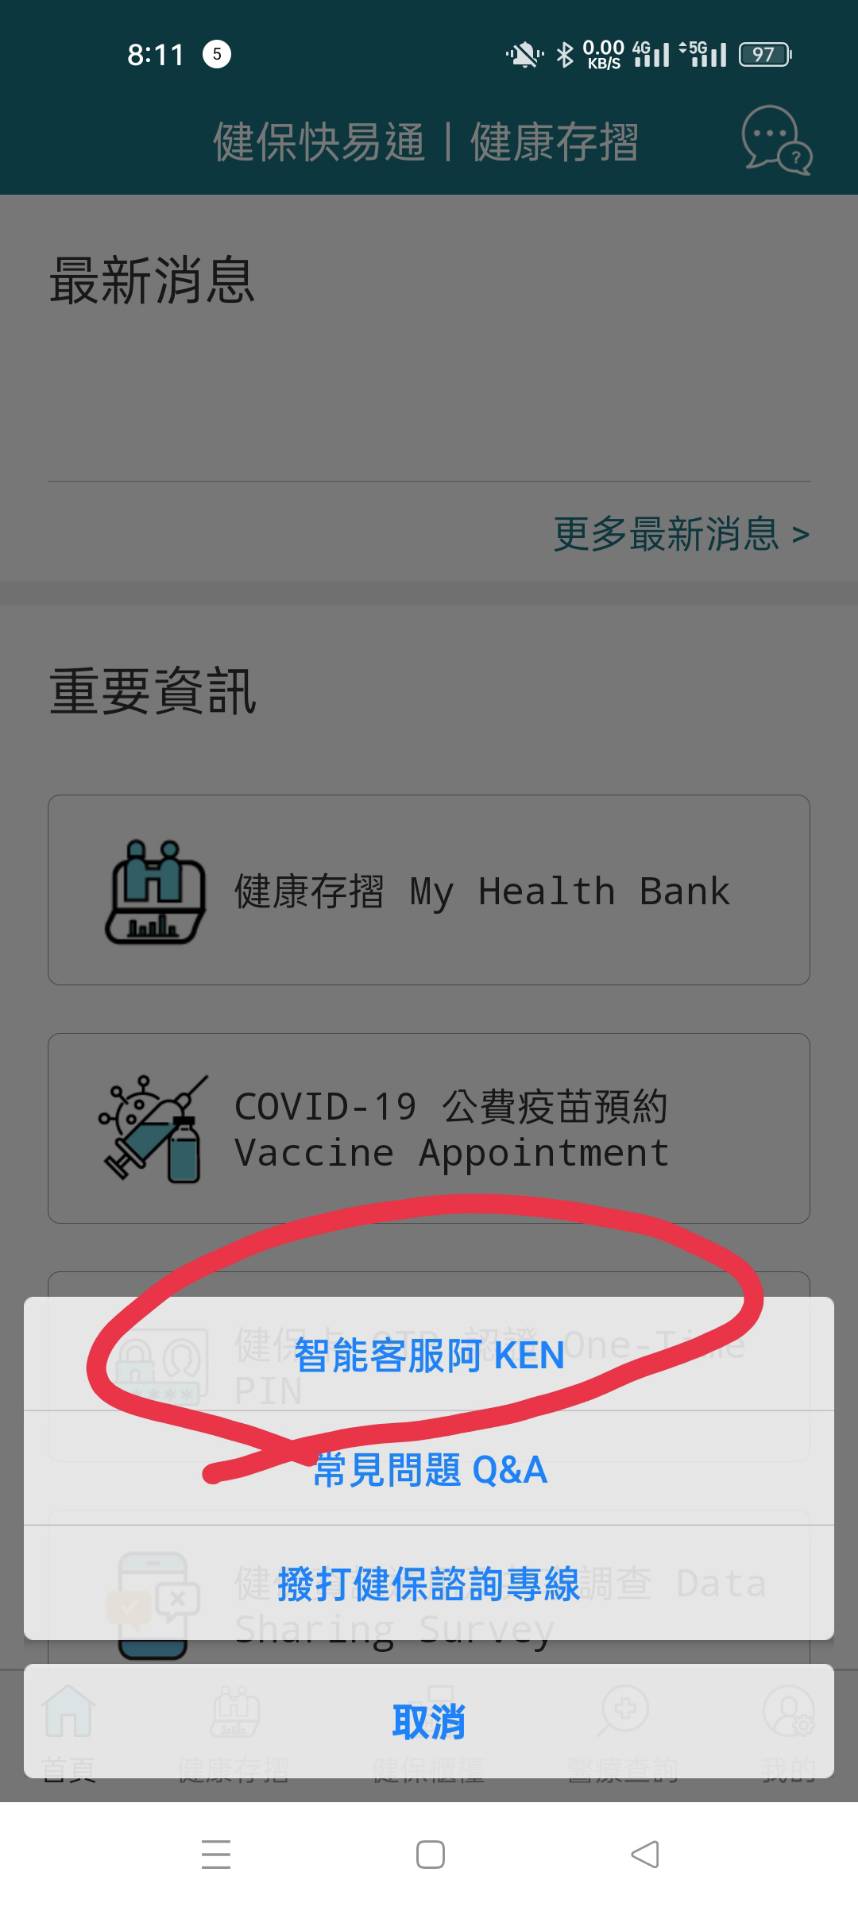 8:11 5 0.00 KB/S 4G 5G 97
健保快易通｜健康存摺
最新消息
更多最新消息 >
重要資訊
健康存摺 My Health Bank
COVID-19 公費疫苗預約
Vaccine Appointment
健保卡 OTP 認證 One-Time
PIN
智能客服阿 KEN
常見問題 Q&A
撥打健保諮詢專線
調查 Data
Sharing Survey
取消
首頁 健康存摺 健保櫃檯 醫療查詢 我的